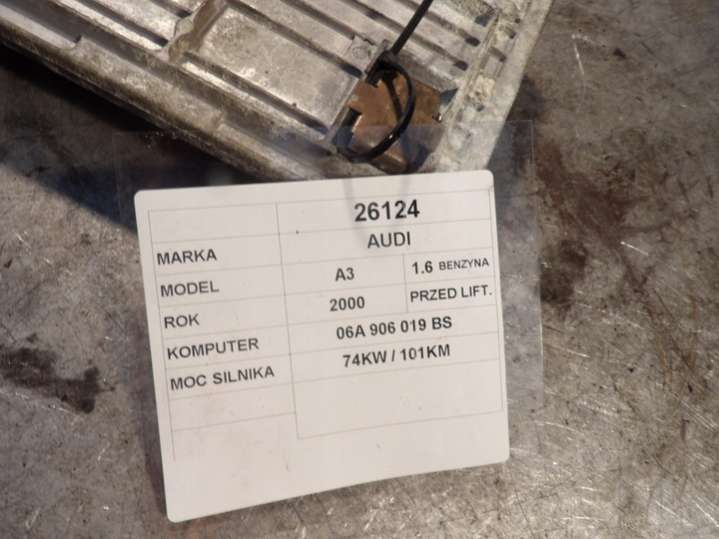 26124
MARKA AUDI
MODEL A3 1.6 BENZYNA
ROK 2000 PRZED LIFT.
KOMPUTER 06A 906 019 BS
MOC SILNIKA 74KW / 101KM